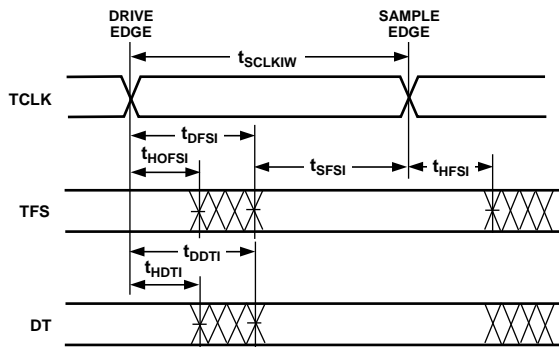 DRIVE EDGE
SAMPLE EDGE
tSCLKIW
TCLK
tDFSI
tHOFSI
tSFSI
tHFSI
TFS
tDDTI
tHDTI
DT